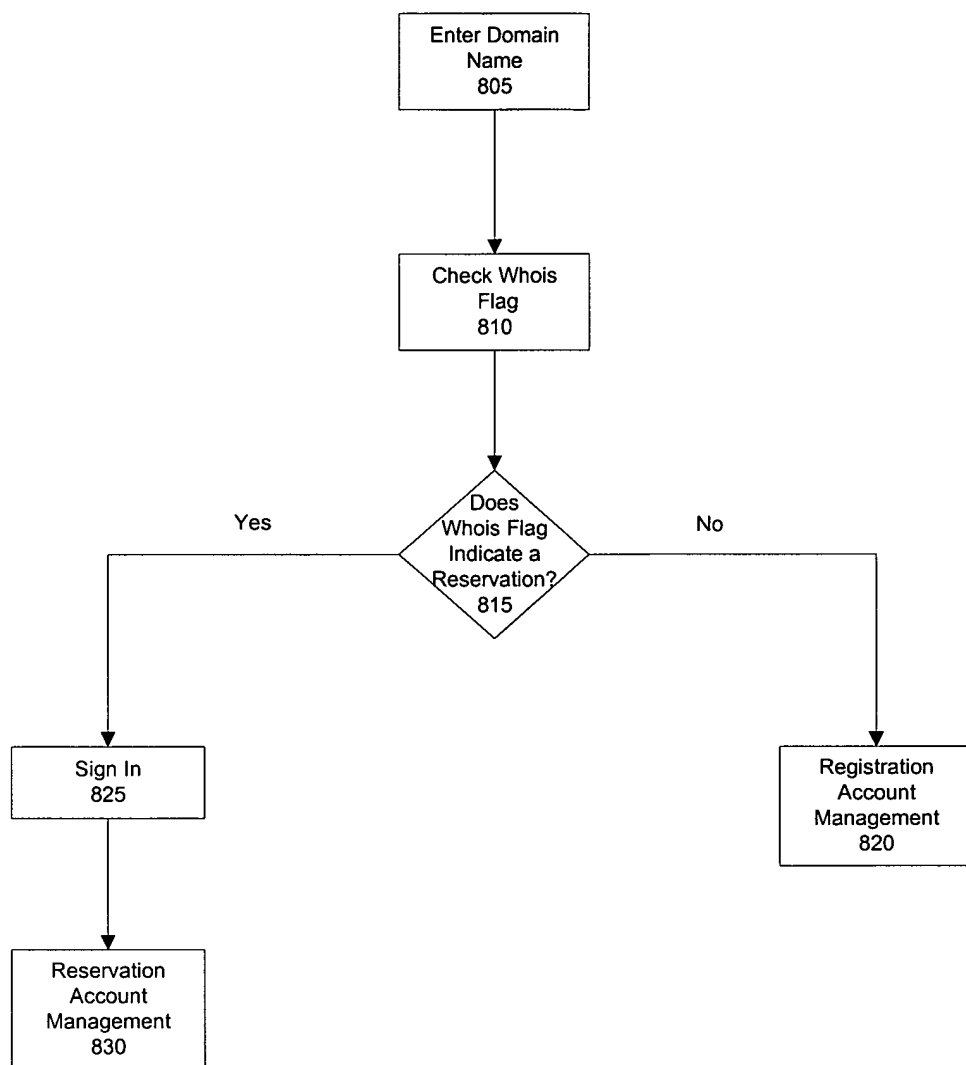 Enter Domain
Name
805
Check Whois
Flag
810
Does
Whois Flag
Indicate a
Reservation?
815
Yes
No
Sign In
825
Registration
Account
Management
820
Reservation
Account
Management
830